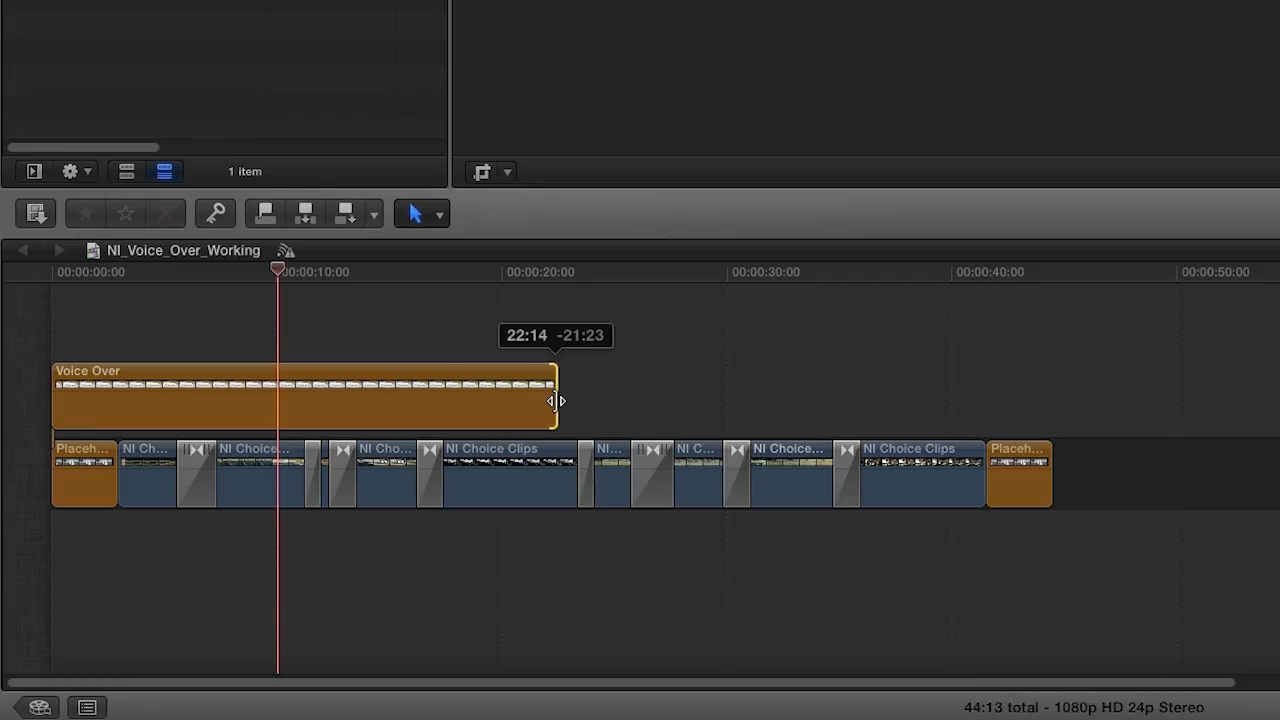 1 item
NI_Voice_Over_Working
00:00:00:00 00:00:10:00 00:00:20:00 00:00:30:00 00:00:40:00 00:00:50:00
22:14 -21:23
Voice Over
Placeh... NI Ch... NI Choice... NI Cho... NI Choice Clips NI... NI C... NI Choice... NI Choice Clips Placeh...
44:13 total - 1080p HD 24p Stereo